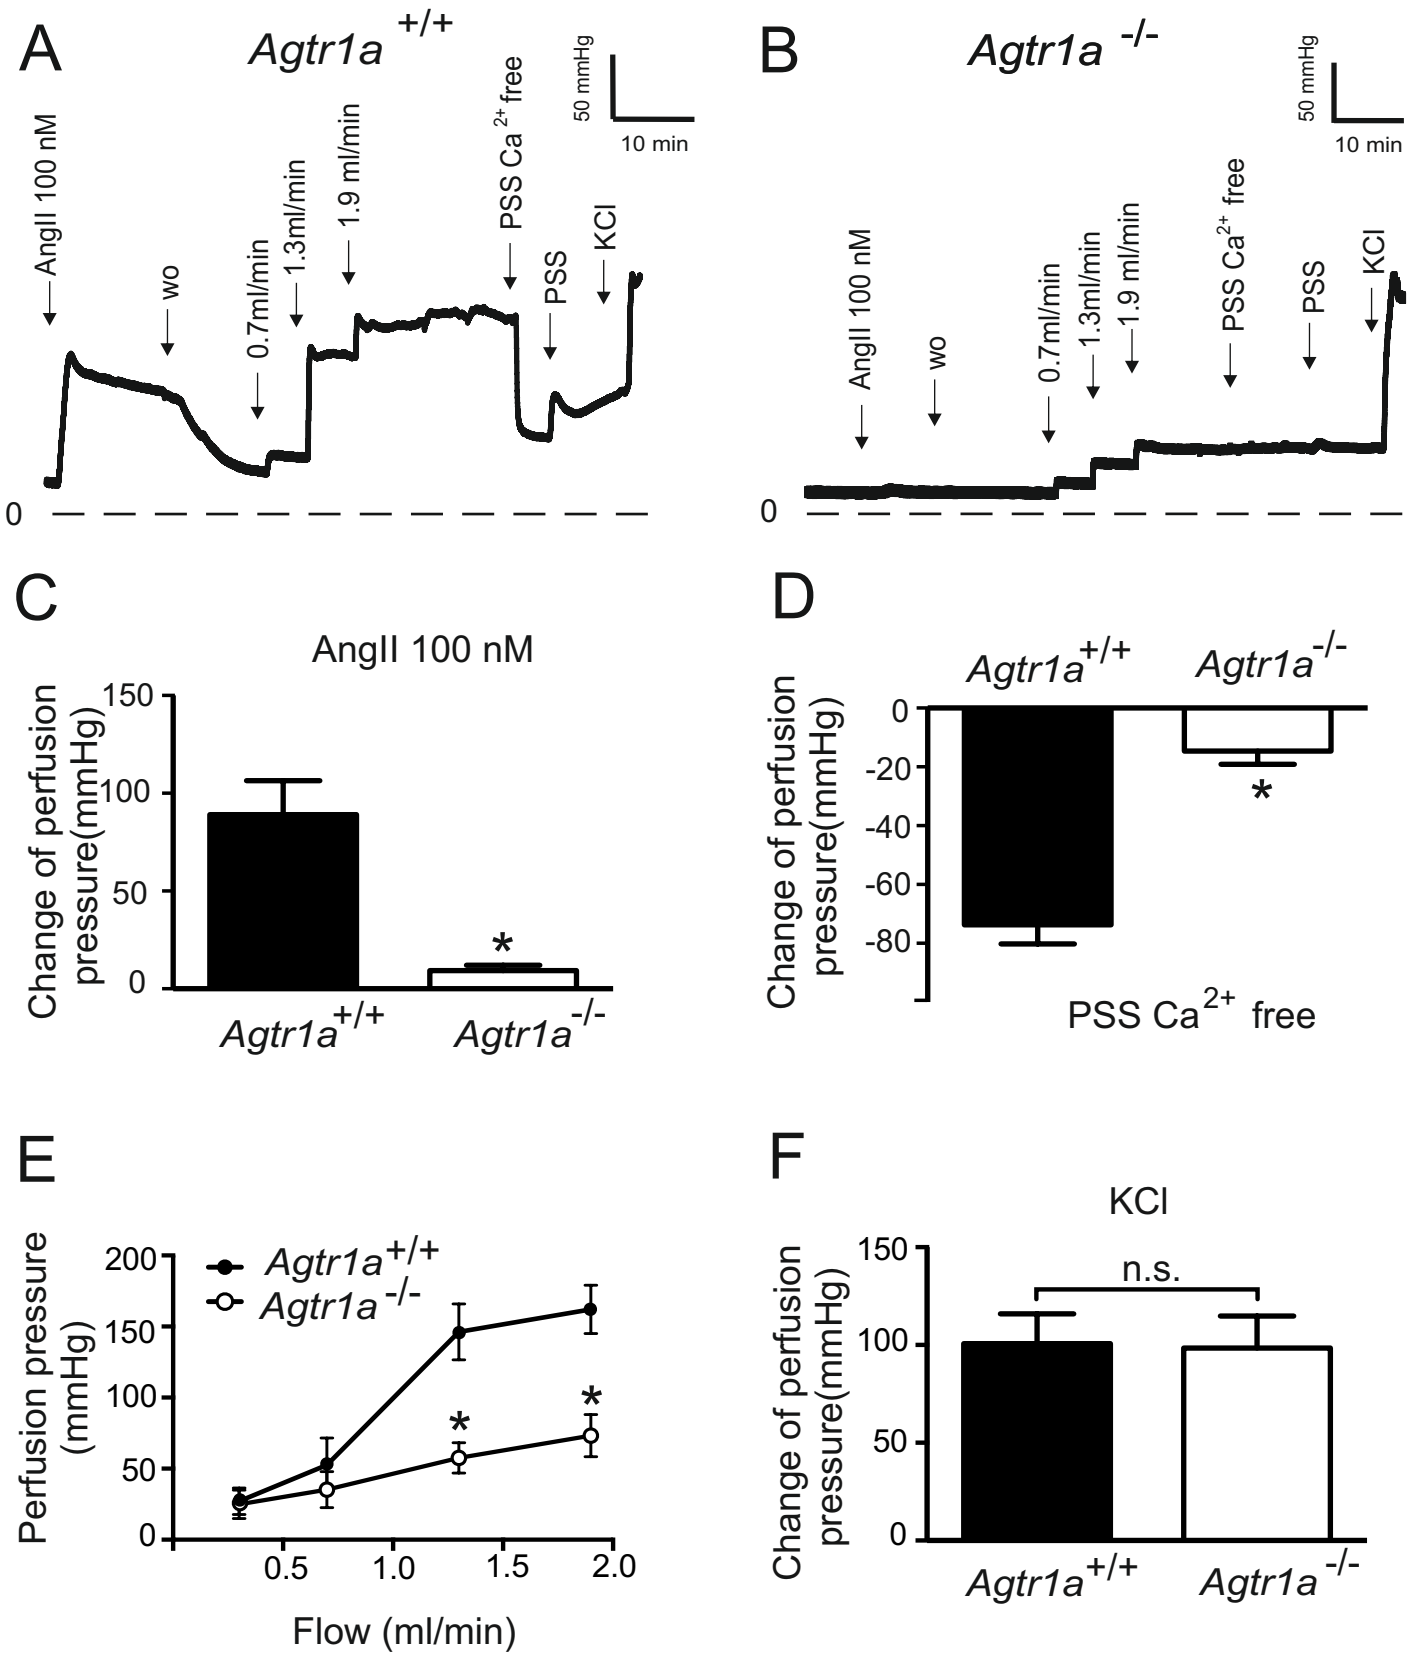 A
Agtr1a +/+
50 mmHg
10 min
AngII 100 nM
wo
0.7ml/min
1.3ml/min
1.9 ml/min
PSS Ca2+ free
PSS
KCl
0
B
Agtr1a -/-
50 mmHg
10 min
AngII 100 nM
wo
0.7ml/min
1.3ml/min
1.9 ml/min
PSS Ca2+ free
PSS
KCl
0
C
AngII 100 nM
Change of perfusion
pressure(mmHg)
150
100
50
0
*
Agtr1a+/+
Agtr1a-/-
D
Agtr1a+/+
Agtr1a-/-
Change of perfusion
pressure(mmHg)
0
-20
-40
-60
-80
*
PSS Ca2+ free
E
Perfusion pressure
(mmHg)
200
150
100
50
0
Agtr1a+/+
Agtr1a-/-
*
*
0.5
1.0
1.5
2.0
Flow (ml/min)
F
KCl
Change of perfusion
pressure(mmHg)
150
100
50
0
n.s.
Agtr1a+/+
Agtr1a-/-